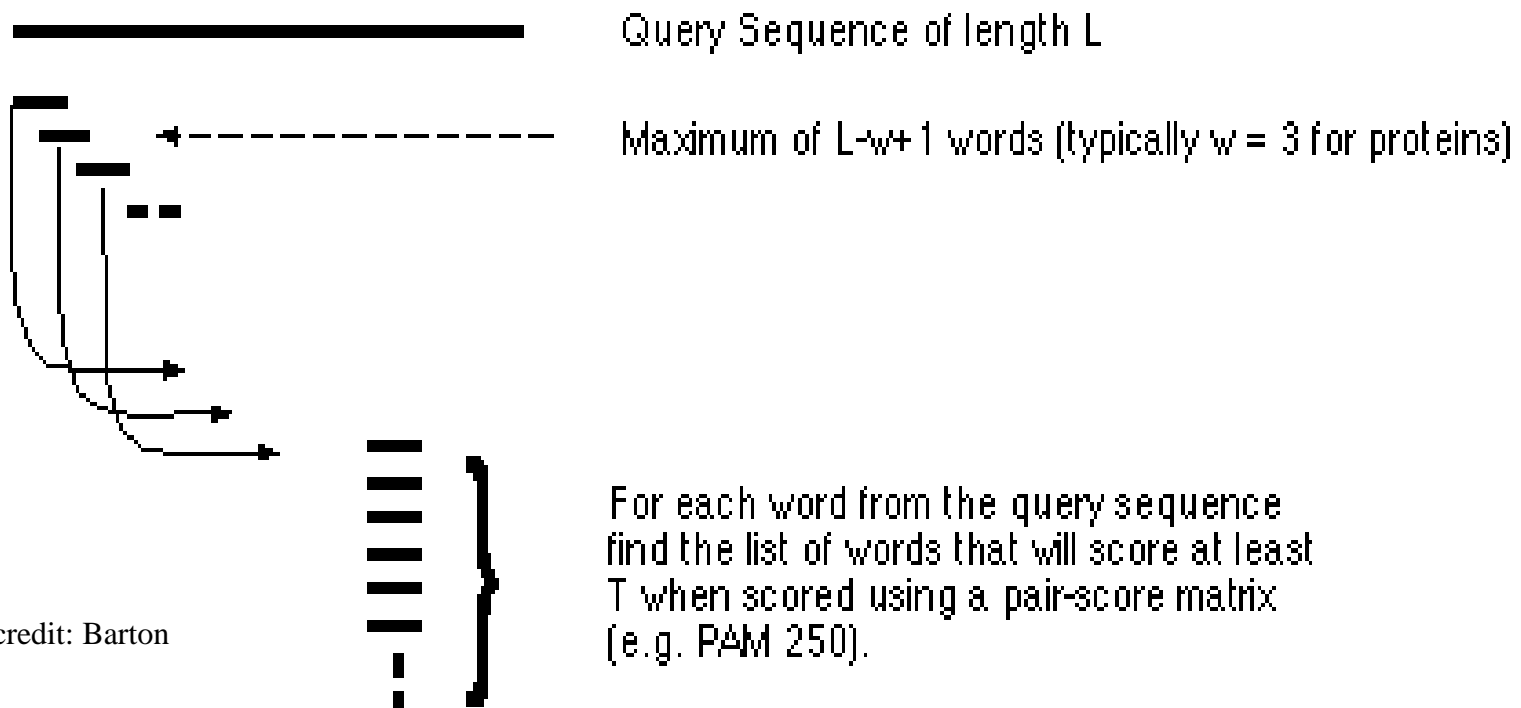 Query Sequence of length L
Maximum of L-w+1 words (typically w = 3 for proteins)
For each word from the query sequence
find the list of words that will score at least
T when scored using a pair-score matrix
(e.g. PAM 250).
credit: Barton